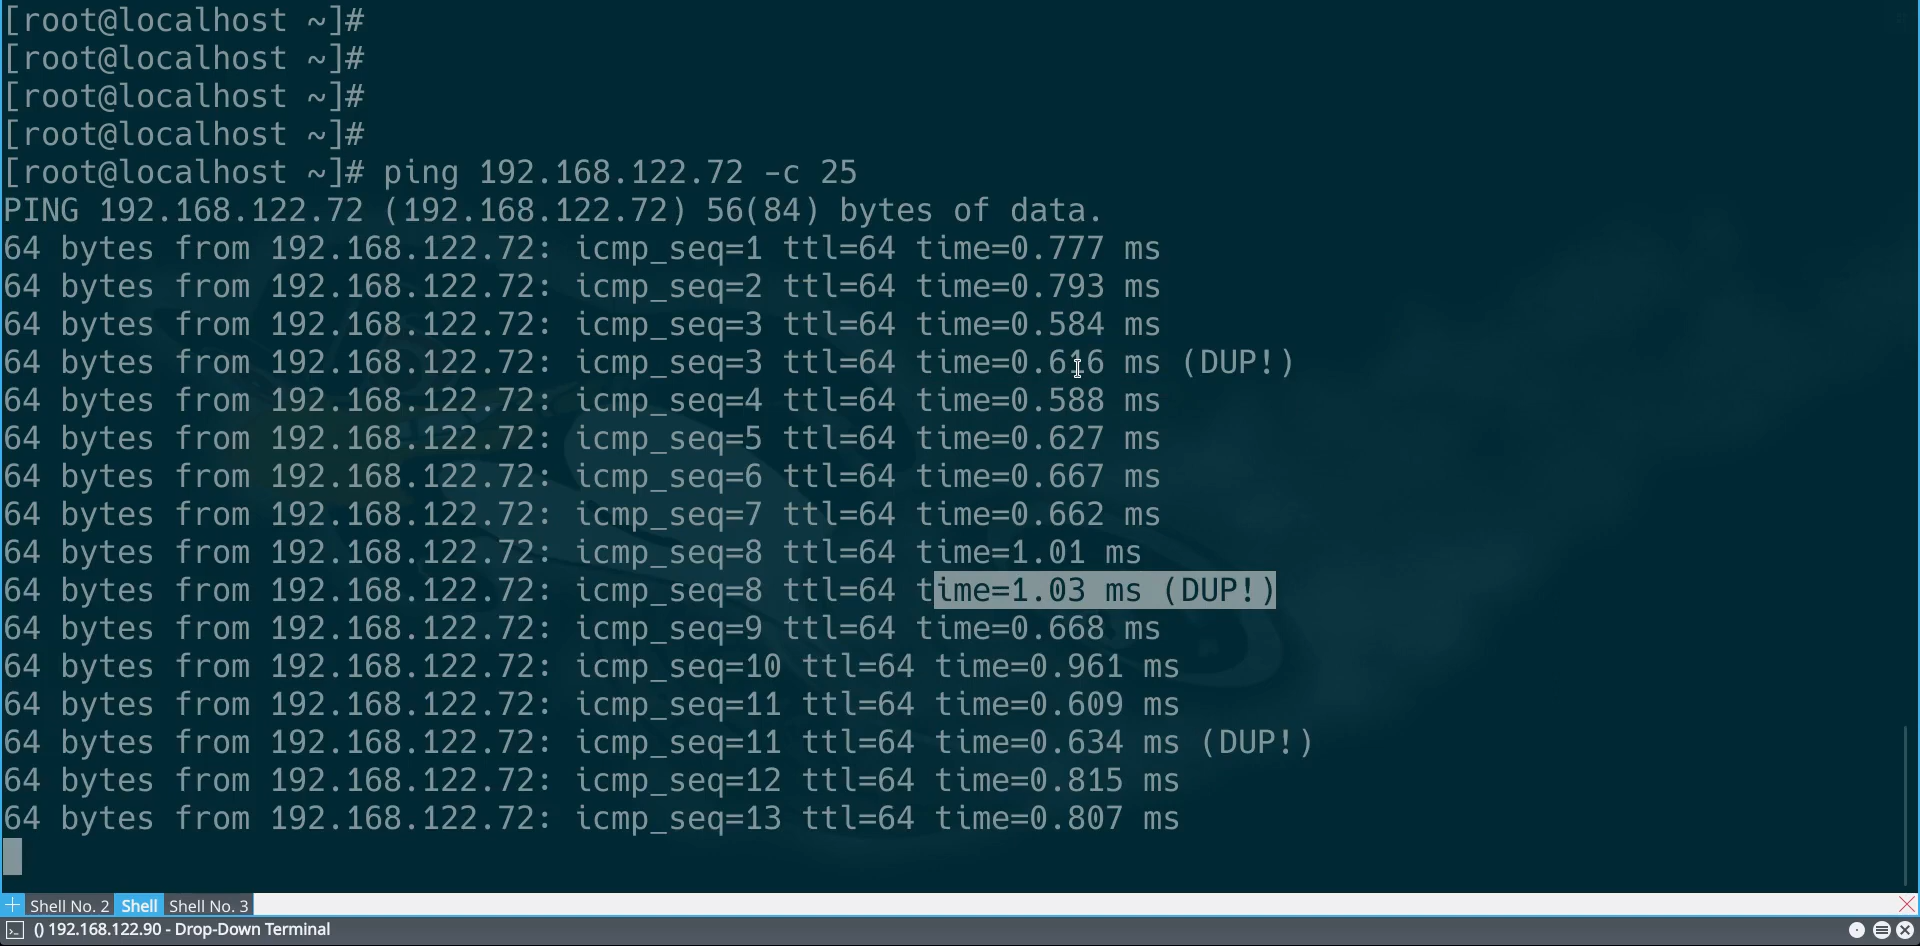 [root@localhost ~]#
[root@localhost ~]#
[root@localhost ~]#
[root@localhost ~]#
[root@localhost ~]# ping 192.168.122.72 -c 25
PING 192.168.122.72 (192.168.122.72) 56(84) bytes of data.
64 bytes from 192.168.122.72: icmp_seq=1 ttl=64 time=0.777 ms
64 bytes from 192.168.122.72: icmp_seq=2 ttl=64 time=0.793 ms
64 bytes from 192.168.122.72: icmp_seq=3 ttl=64 time=0.584 ms
64 bytes from 192.168.122.72: icmp_seq=3 ttl=64 time=0.616 ms (DUP!)
64 bytes from 192.168.122.72: icmp_seq=4 ttl=64 time=0.588 ms
64 bytes from 192.168.122.72: icmp_seq=5 ttl=64 time=0.627 ms
64 bytes from 192.168.122.72: icmp_seq=6 ttl=64 time=0.667 ms
64 bytes from 192.168.122.72: icmp_seq=7 ttl=64 time=0.662 ms
64 bytes from 192.168.122.72: icmp_seq=8 ttl=64 time=1.01 ms
64 bytes from 192.168.122.72: icmp_seq=8 ttl=64 time=1.03 ms (DUP!)
64 bytes from 192.168.122.72: icmp_seq=9 ttl=64 time=0.668 ms
64 bytes from 192.168.122.72: icmp_seq=10 ttl=64 time=0.961 ms
64 bytes from 192.168.122.72: icmp_seq=11 ttl=64 time=0.609 ms
64 bytes from 192.168.122.72: icmp_seq=11 ttl=64 time=0.634 ms (DUP!)
64 bytes from 192.168.122.72: icmp_seq=12 ttl=64 time=0.815 ms
64 bytes from 192.168.122.72: icmp_seq=13 ttl=64 time=0.807 ms
Shell No. 2 Shell Shell No. 3
() 192.168.122.90 - Drop-Down Terminal